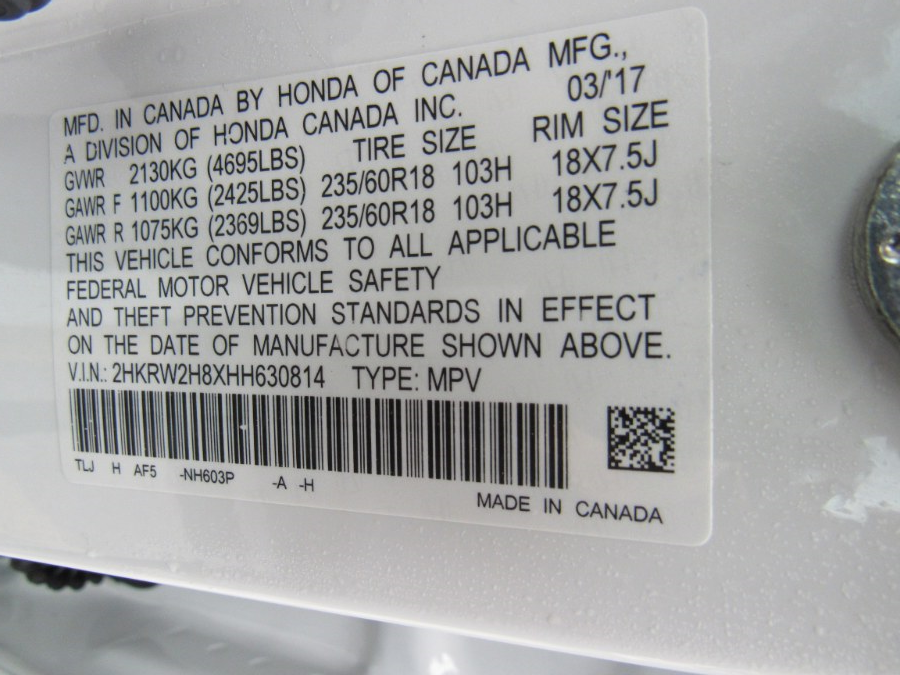 MFD. IN CANADA BY HONDA OF CANADA MFG.,
A DIVISION OF HONDA CANADA INC. 03/'17
GVWR 2130KG (4695LBS) TIRE SIZE RIM SIZE
GAWR F 1100KG (2425LBS) 235/60R18 103H 18X7.5J
GAWR R 1075KG (2369LBS) 235/60R18 103H 18X7.5J
THIS VEHICLE CONFORMS TO ALL APPLICABLE
FEDERAL MOTOR VEHICLE SAFETY
AND THEFT PREVENTION STANDARDS IN EFFECT
ON THE DATE OF MANUFACTURE SHOWN ABOVE.
V.I.N.: 2HKRW2H8XHH630814 TYPE: MPV
TLJ H AF5 -NH603P -A -H
MADE IN CANADA